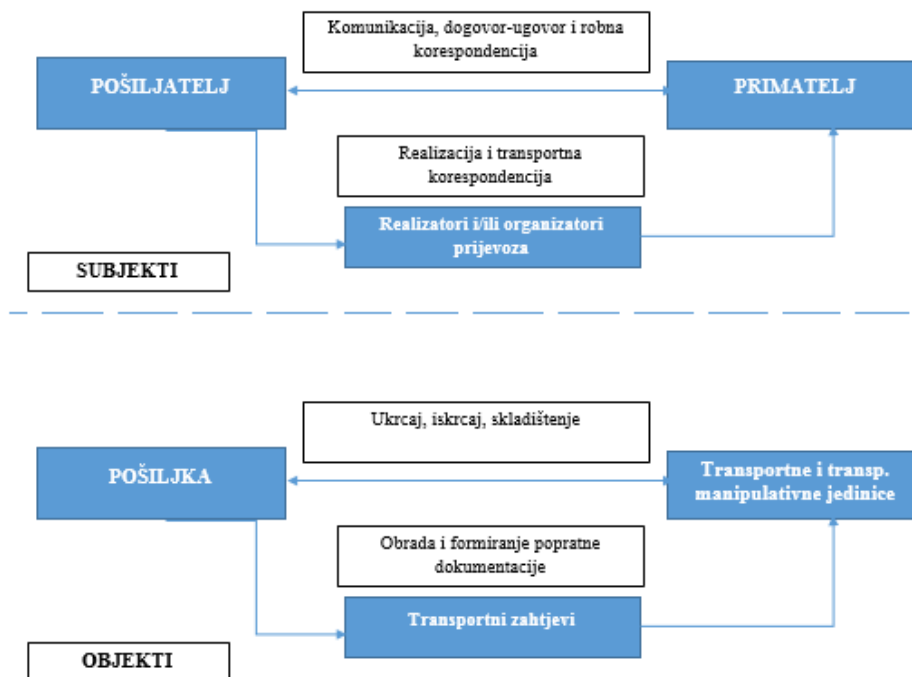 Komunikacija, dogovor-ugovor i robna
korespondencija
POŠILJATELJ
PRIMATELJ
Realizacija i transportna
korespondencija
Realizatori i/ili organizatori
prijevoza
SUBJEKTI
Ukrcaj, iskrcaj, skladištenje
POŠILJKA
Transportne i transp.
manipulativne jedinice
Obrada i formiranje popratne
dokumentacije
Transportni zahtjevi
OBJEKTI